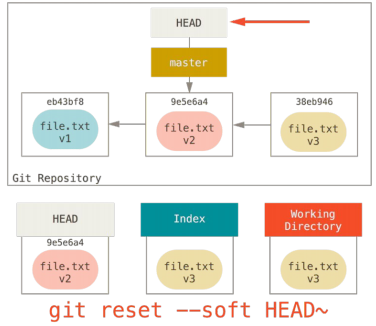 HEAD
master
eb43bf8
9e5e6a4
38eb946
file.txt
v1
file.txt
v2
file.txt
v3
Git Repository
HEAD
Index
Working
Directory
9e5e6a4
file.txt
v2
file.txt
v3
file.txt
v3
git reset --soft HEAD~